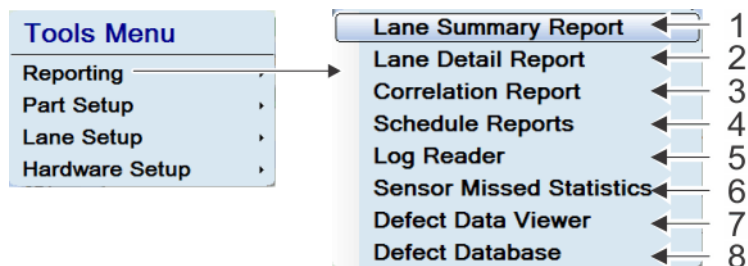 Tools Menu
Reporting
Part Setup
Lane Setup
Hardware Setup
Lane Summary Report 1
Lane Detail Report 2
Correlation Report 3
Schedule Reports 4
Log Reader 5
Sensor Missed Statistics 6
Defect Data Viewer 7
Defect Database 8